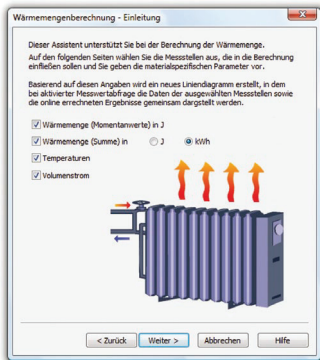 Wärmemengenberechnung - Einleitung
Dieser Assistent unterstützt Sie bei der Berechnung der Wärmemenge.
Auf den folgenden Seiten wählen Sie die Messstellen aus, die in die Berechnung
einfließen sollen und Sie geben die materialspezifischen Parameter vor.
Basierend auf diesen Angaben wird ein neues Liniendiagramm erstellt, in dem
bei aktivierter Messwertabfrage die Daten der ausgewählten Messstellen sowie
die online errechneten Ergebnisse gemeinsam dargstellt werden.
Wärmemenge (Momentanwerte) in J
Wärmemenge (Summe) in J kWh
Temperaturen
Volumenstrom
< Zurück Weiter > Abbrechen Hilfe